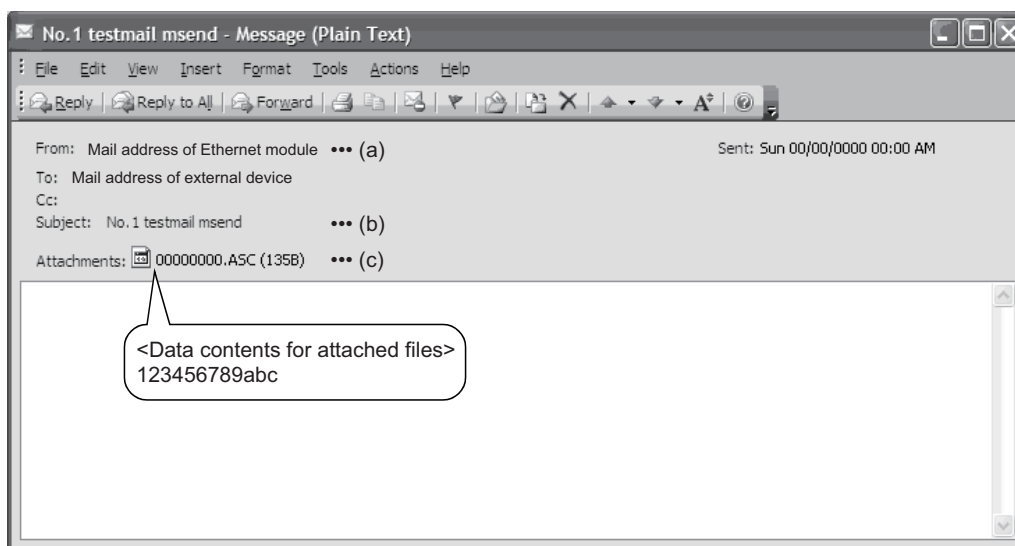 No.1 testmail msend - Message (Plain Text)
File Edit View Insert Format Tools Actions Help
Reply Reply to All Forward
From: Mail address of Ethernet module ••• (a) Sent: Sun 00/00/0000 00:00 AM
To: Mail address of external device
Cc:
Subject: No.1 testmail msend ••• (b)
Attachments: 00000000.ASC (135B) ••• (c)
<Data contents for attached files>
123456789abc